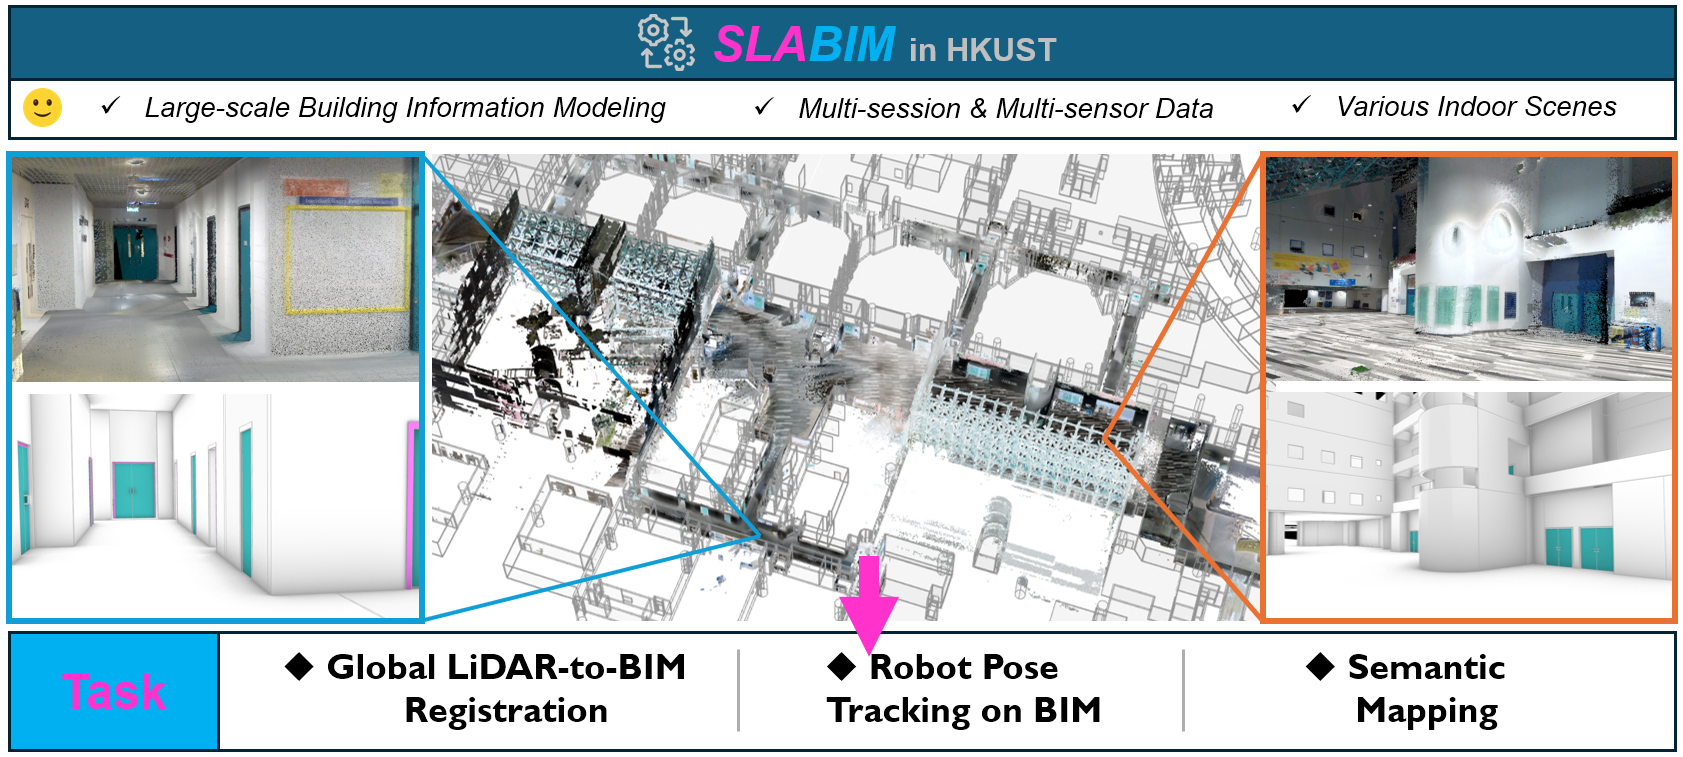 SLABIM in HKUST
✓ Large-scale Building Information Modeling
✓ Multi-session & Multi-sensor Data
✓ Various Indoor Scenes
Task
◆ Global LiDAR-to-BIM
Registration
◆ Robot Pose
Tracking on BIM
◆ Semantic
Mapping